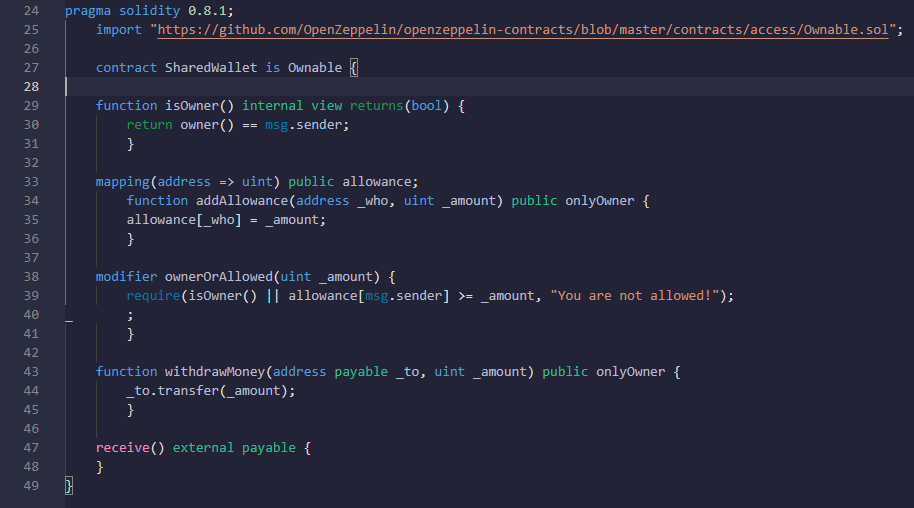 24 pragma solidity 0.8.1;
25 import "https://github.com/OpenZeppelin/openzeppelin-contracts/blob/master/contracts/access/Ownable.sol";
26
27 contract SharedWallet is Ownable {
28
29 function isOwner() internal view returns(bool) {
30 return owner() == msg.sender;
31 }
32
33 mapping(address => uint) public allowance;
34 function addAllowance(address _who, uint _amount) public onlyOwner {
35 allowance[_who] = _amount;
36 }
37
38 modifier ownerOrAllowed(uint _amount) {
39 require(isOwner() || allowance[msg.sender] >= _amount, "You are not allowed!");
40 _ ;
41 }
42
43 function withdrawMoney(address payable _to, uint _amount) public onlyOwner {
44 _to.transfer(_amount);
45 }
46
47 receive() external payable {
48 }
49 }